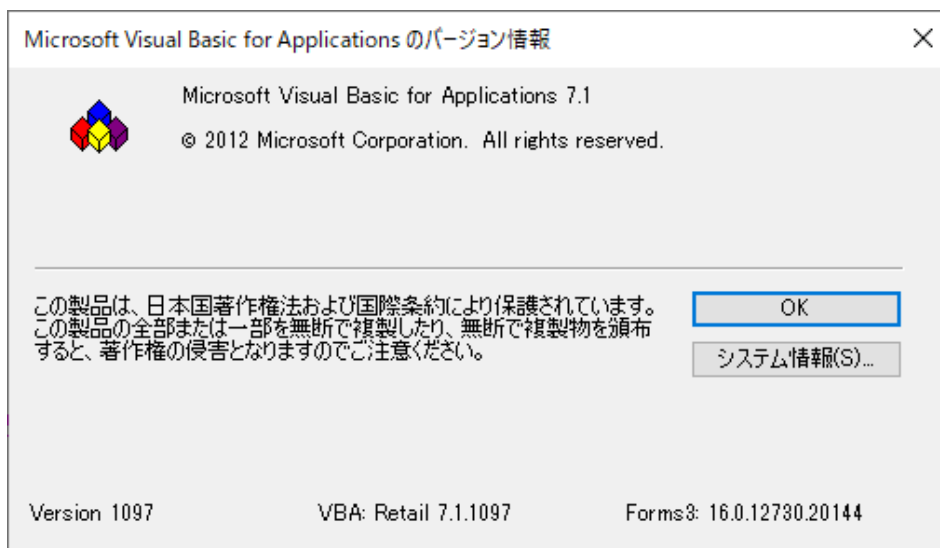 Microsoft Visual Basic for Applications のバージョン情報
Microsoft Visual Basic for Applications 7.1
© 2012 Microsoft Corporation. All rights reserved.
この製品は、日本国著作権法および国際条約により保護されています。
この製品の全部または一部を無断で複製したり、無断で複製物を頒布
すると、著作権の侵害となりますのでご注意ください。
OK
システム情報(S)...
Version 1097
VBA: Retail 7.1.1097
Forms3: 16.0.12730.20144